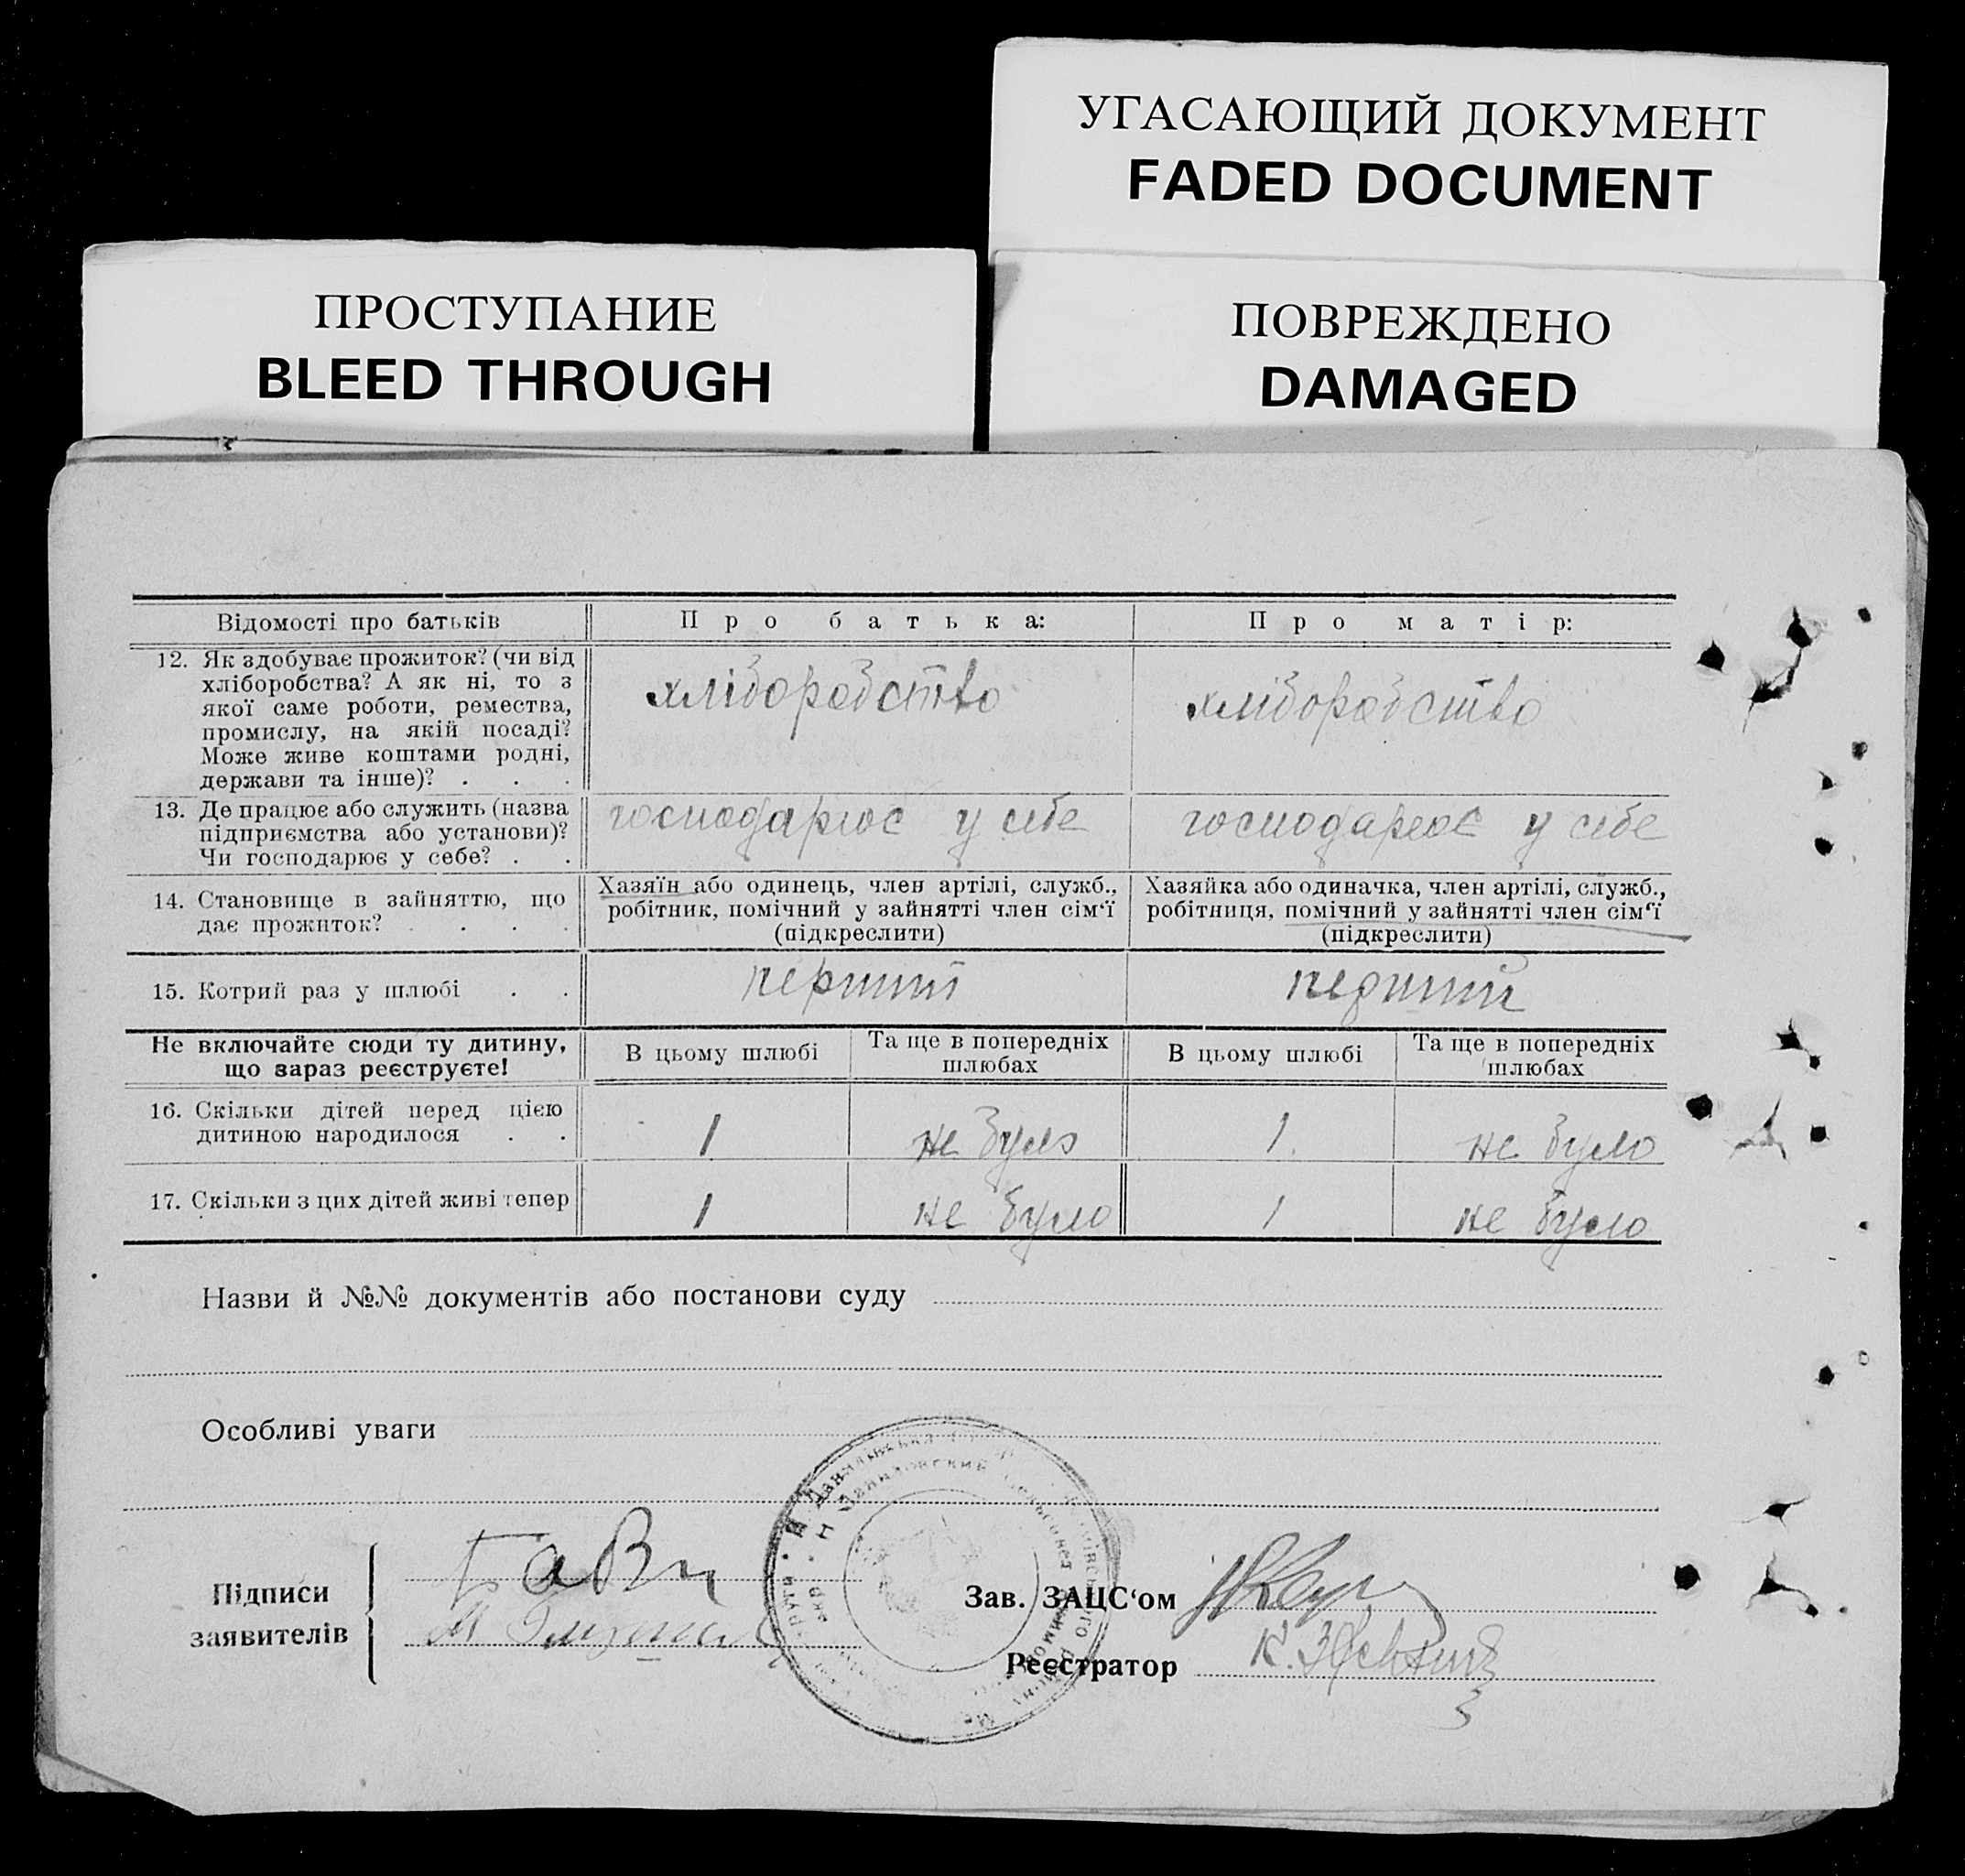 УГАСАЮЩИЙ ДОКУМЕНТ
FADED DOCUMENT
ПРОСТУПАНИЕ
BLEED THROUGH
ПОВРЕЖДЕНО
DAMAGED
Відомості про батьків
Про батька:
Про матір:
12. Як здобуває прожиток? (чи від
хліборобства? А як ні, то з
якої саме роботи, ремества,
промислу, на якій посаді?
Може живе коштами родні,
держави та інше)? . . .
хліборобство
хліборобство
13. Де працює або служить (назва
підприємства або установи)?
Чи господарює у себе? . .
господарює у себе
господарює у себе
14. Становище в зайняттю, що
дає прожиток? . . . .
Хазяїн або одинець, член артілі, служб.,
робітник, помічний у зайнятті член сім‘ї
(підкреслити)
Хазяйка або одиначка, член артілі, служб.,
робітниця, помічний у зайнятті член сім‘ї
(підкреслити)
15. Котрий раз у шлюбі . .
перший
перший
Не включайте сюди ту дитину,
що зараз реєструєте!
В цьому шлюбі
Та ще в попередніх
шлюбах
В цьому шлюбі
Та ще в попередніх
шлюбах
16. Скільки дітей перед цією
дитиною народилося . .
1
не було
1
не було
17. Скільки з цих дітей живі тепер
1
не було
1
не було
Назви й №№ документів або постанови суду
Особливі уваги
Підписи
заявителів
Зав. ЗАЦС‘ом
Реєстратор